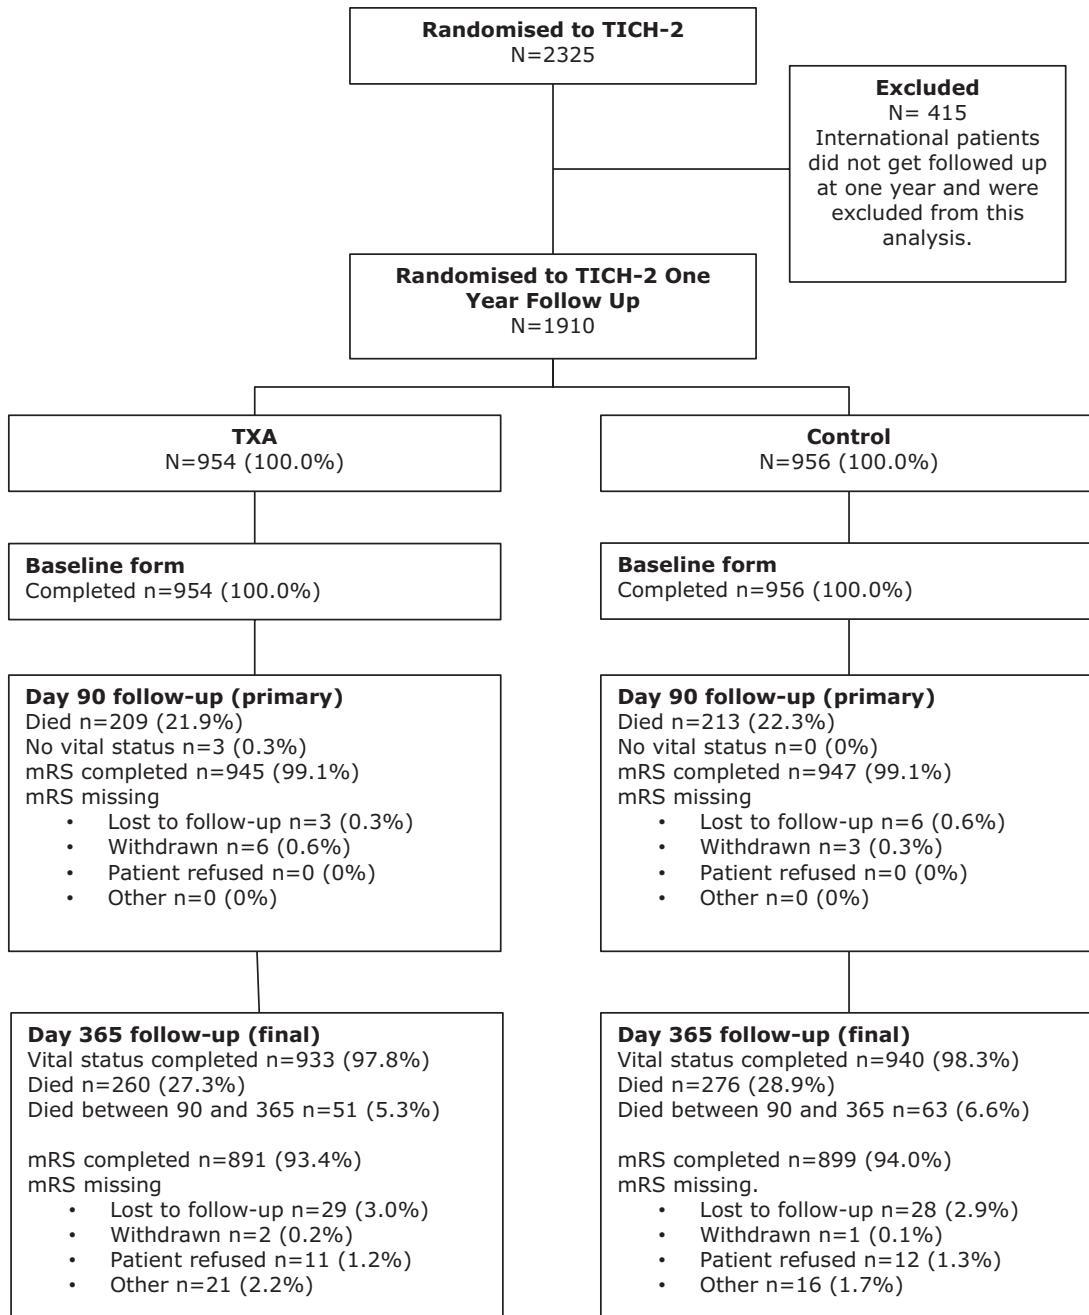 Randomised to TICH-2
N=2325
Excluded
N= 415
International patients
did not get followed up
at one year and were
excluded from this
analysis.
Randomised to TICH-2 One
Year Follow Up
N=1910
TXA
N=954 (100.0%)
Control
N=956 (100.0%)
Baseline form
Completed n=954 (100.0%)
Baseline form
Completed n=956 (100.0%)
Day 90 follow-up (primary)
Died n=209 (21.9%)
No vital status n=3 (0.3%)
mRS completed n=945 (99.1%)
mRS missing
• Lost to follow-up n=3 (0.3%)
• Withdrawn n=6 (0.6%)
• Patient refused n=0 (0%)
• Other n=0 (0%)
Day 90 follow-up (primary)
Died n=213 (22.3%)
No vital status n=0 (0%)
mRS completed n=947 (99.1%)
mRS missing
• Lost to follow-up n=6 (0.6%)
• Withdrawn n=3 (0.3%)
• Patient refused n=0 (0%)
• Other n=0 (0%)
Day 365 follow-up (final)
Vital status completed n=933 (97.8%)
Died n=260 (27.3%)
Died between 90 and 365 n=51 (5.3%)
mRS completed n=891 (93.4%)
mRS missing
• Lost to follow-up n=29 (3.0%)
• Withdrawn n=2 (0.2%)
• Patient refused n=11 (1.2%)
• Other n=21 (2.2%)
Day 365 follow-up (final)
Vital status completed n=940 (98.3%)
Died n=276 (28.9%)
Died between 90 and 365 n=63 (6.6%)
mRS completed n=899 (94.0%)
mRS missing.
• Lost to follow-up n=28 (2.9%)
• Withdrawn n=1 (0.1%)
• Patient refused n=12 (1.3%)
• Other n=16 (1.7%)